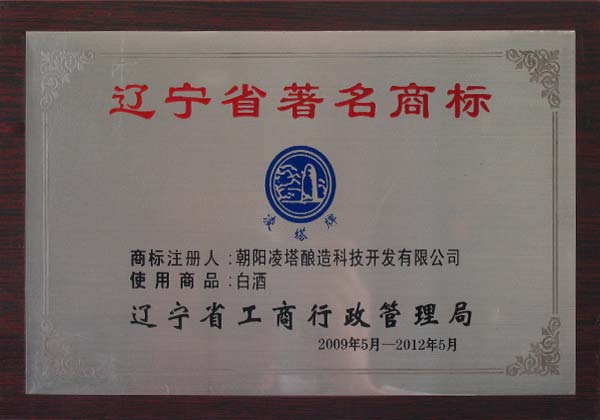 辽宁省著名商标
凌塔牌
商标注册人：朝阳凌塔酿造科技开发有限公司
使用商品：白酒
辽宁省工商行政管理局
2009年5月—2012年5月